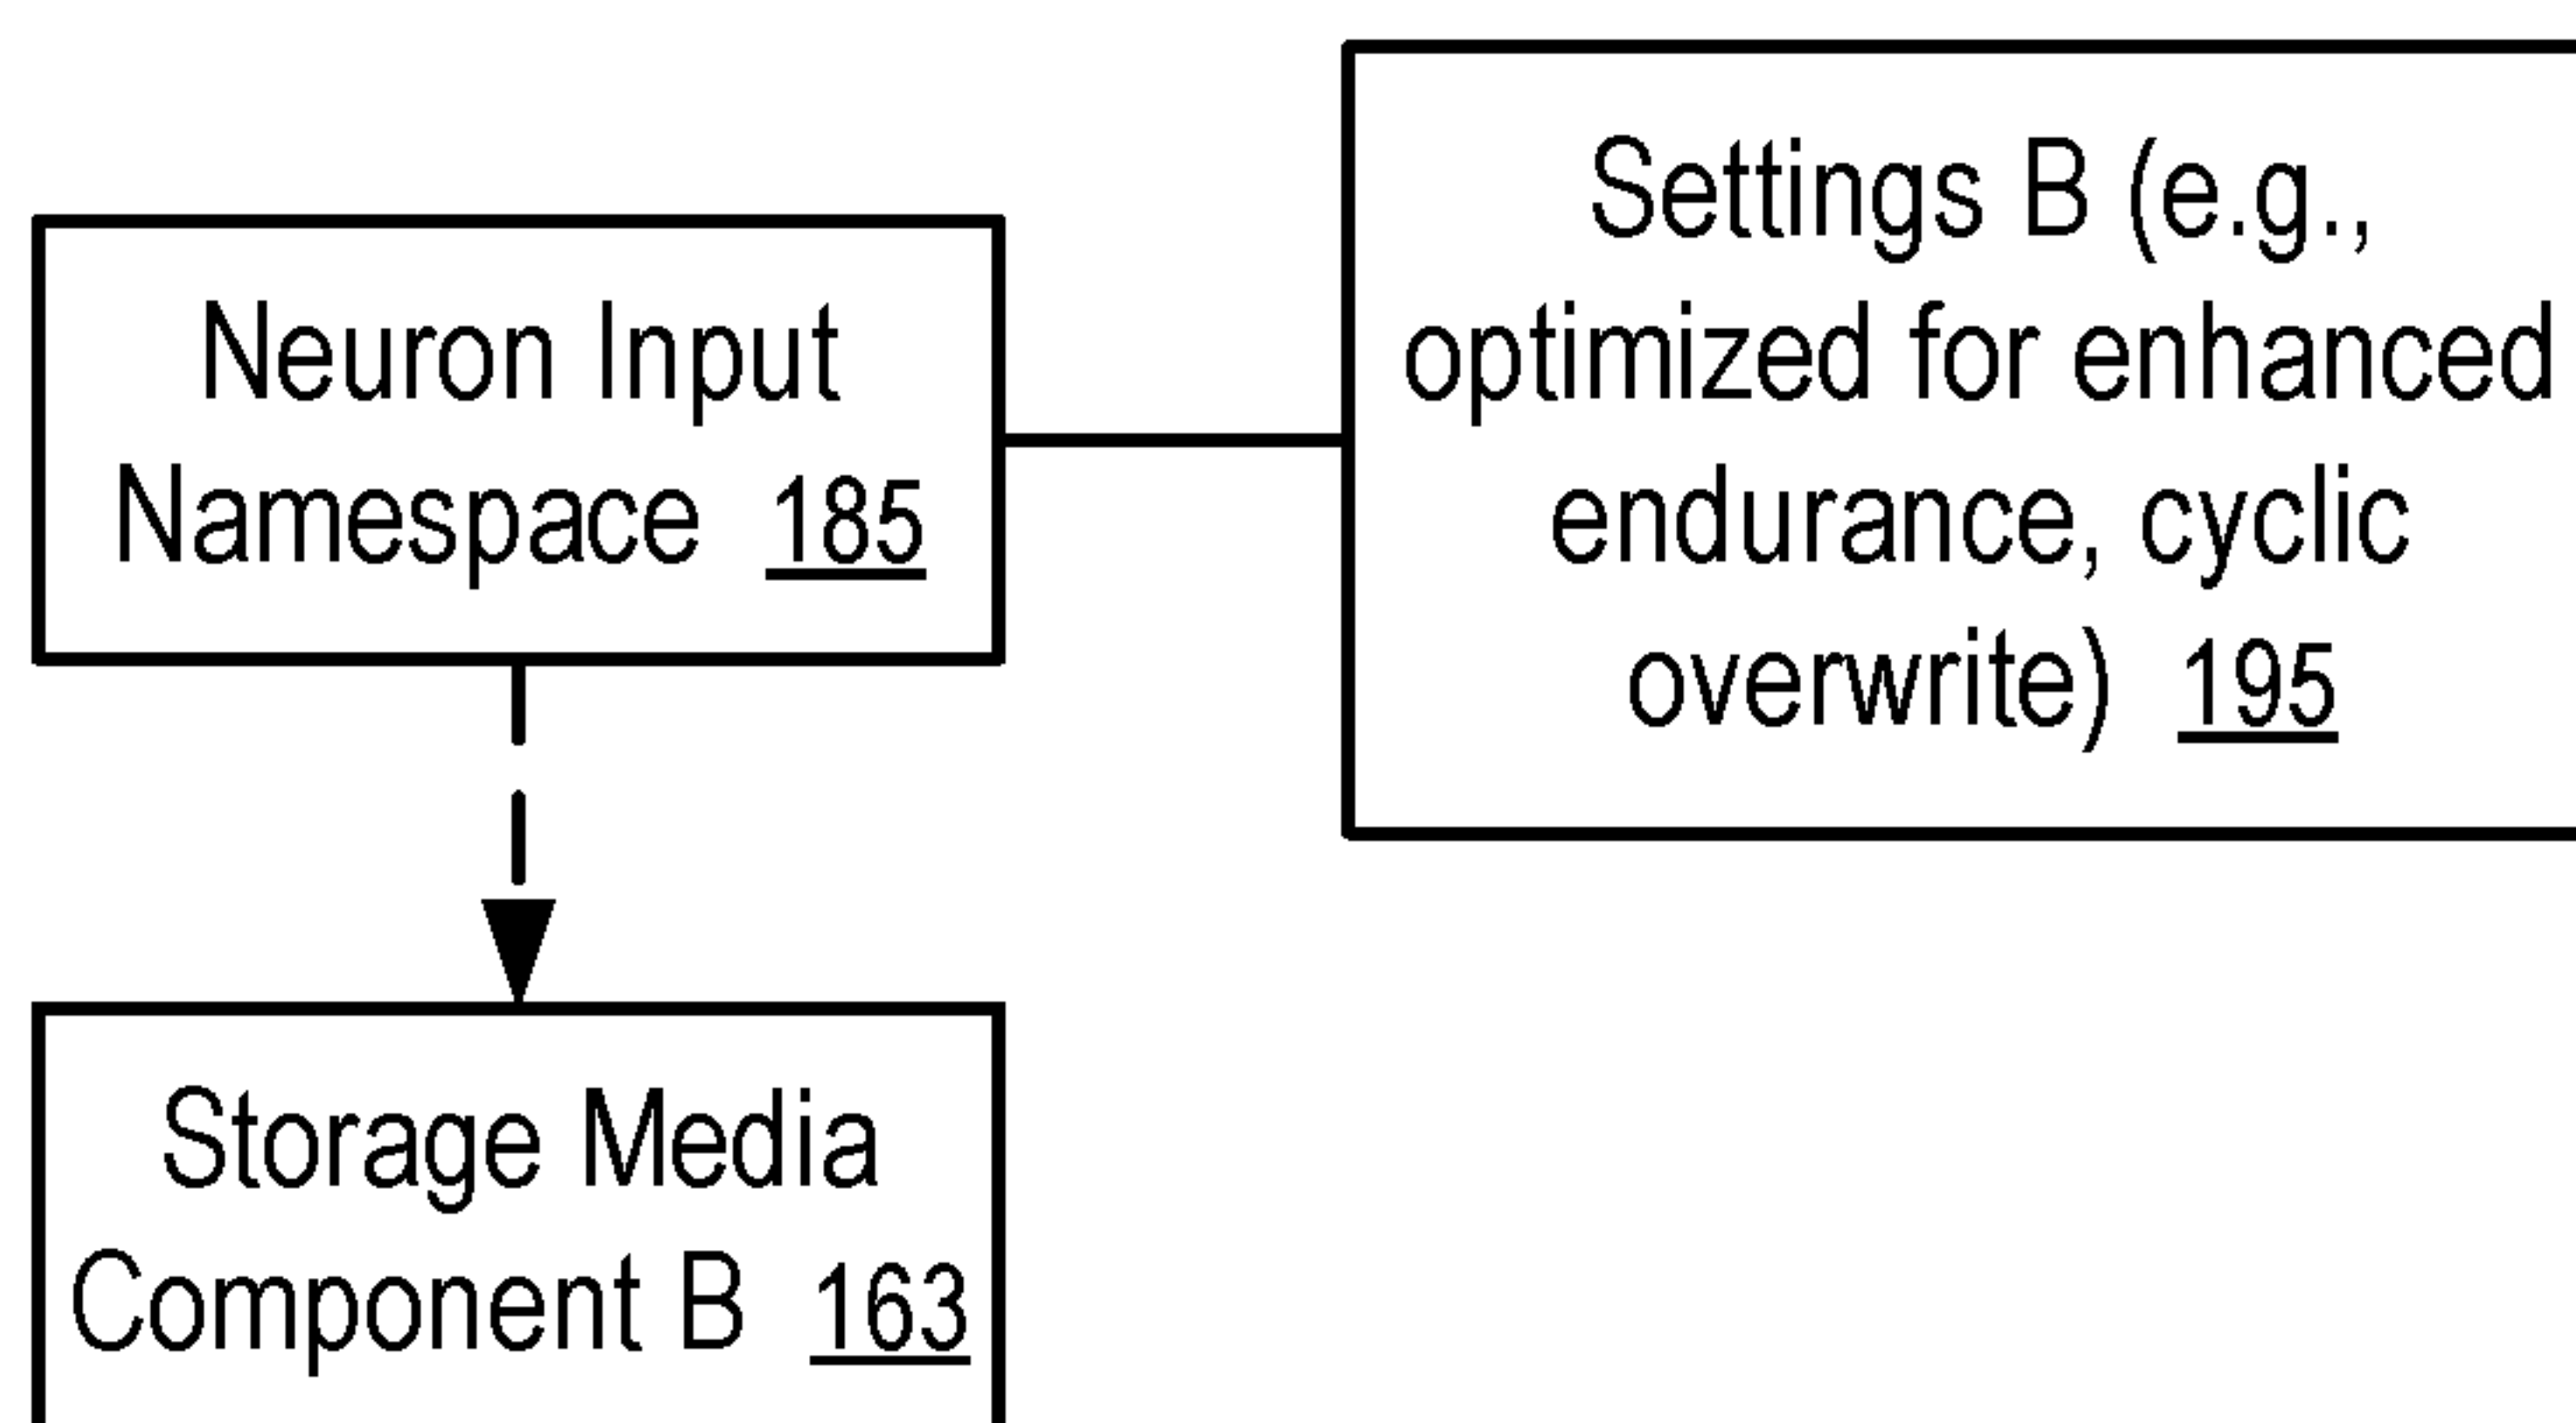 Neuron Input
Namespace 185
Settings B (e.g.,
optimized for enhanced
endurance, cyclic
overwrite) 195
Storage Media
Component B 163